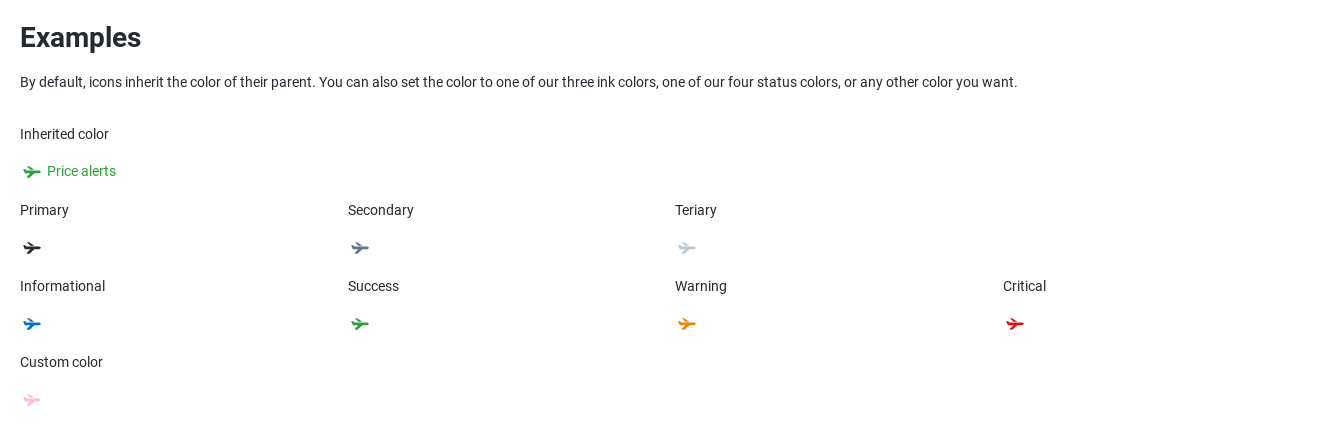 Examples
By default, icons inherit the color of their parent. You can also set the color to one of our three ink colors, one of our four status colors, or any other color you want.
Inherited color
Price alerts
Primary Secondary Teriary
Informational Success Warning Critical
Custom color